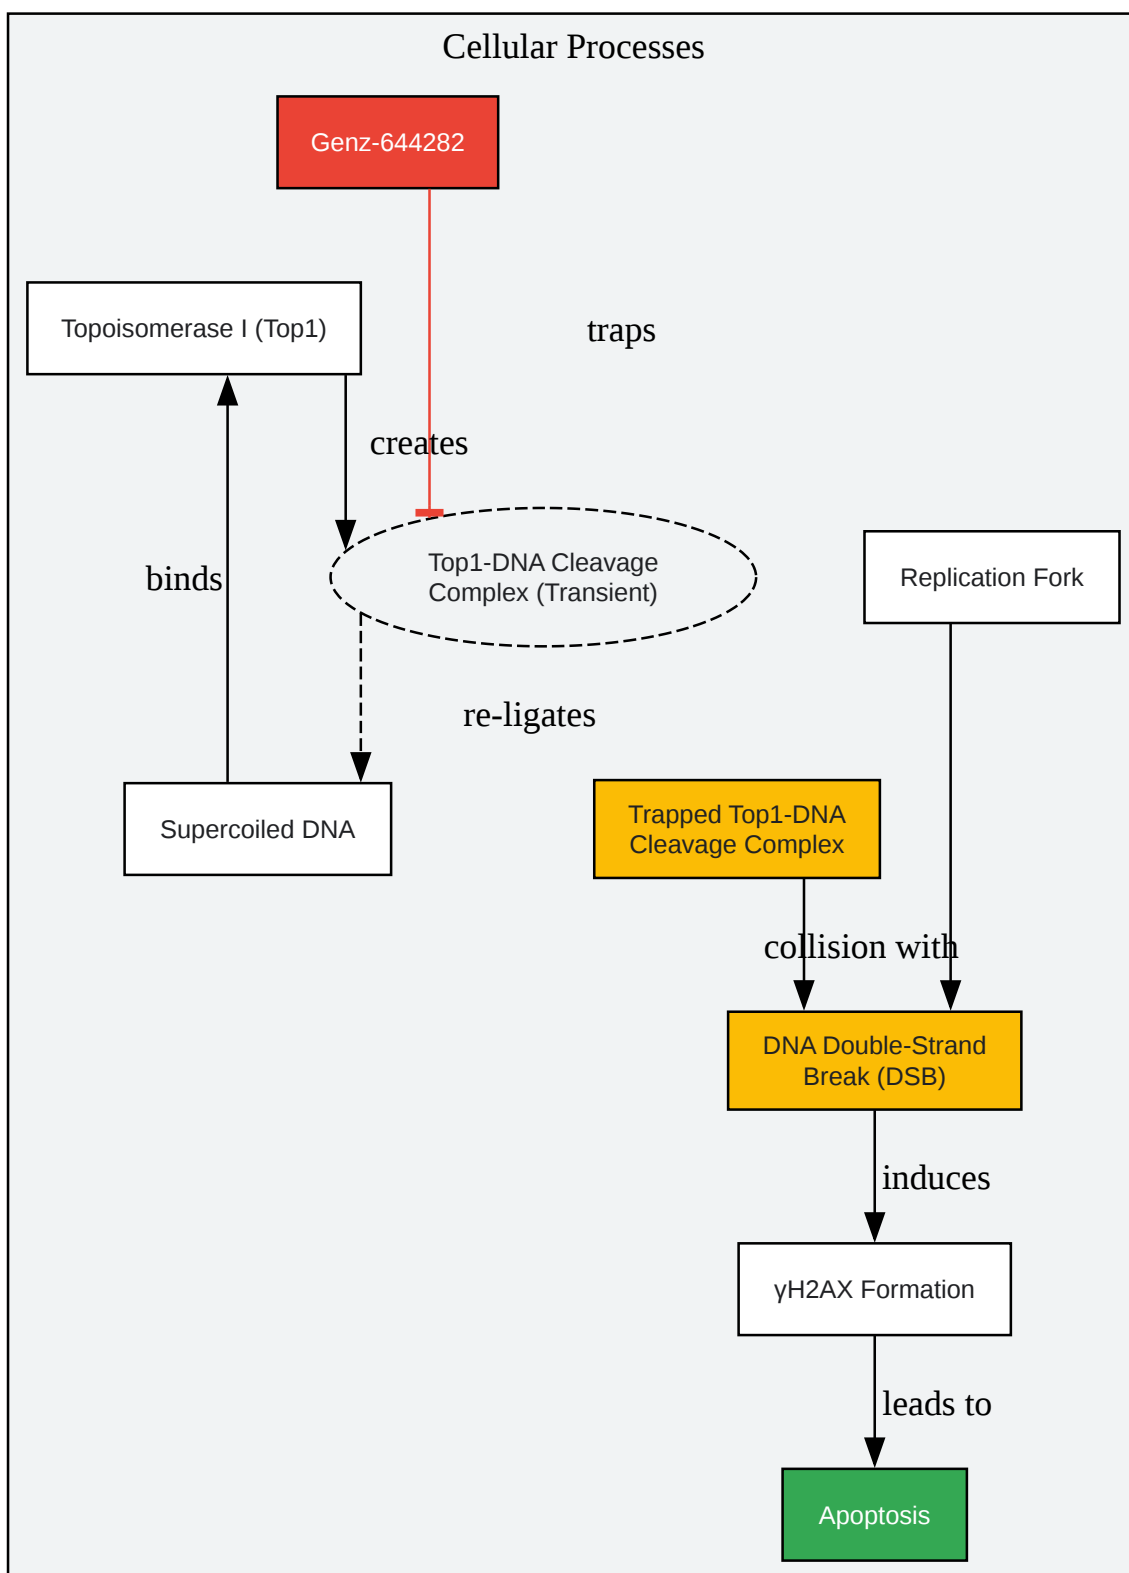 Cellular Processes
Genz-644282
Topoisomerase I (Top1)
traps
creates
Top1-DNA Cleavage
Complex (Transient)
binds
Replication Fork
re-ligates
Supercoiled DNA
Trapped Top1-DNA
Cleavage Complex
collision with
DNA Double-Strand
Break (DSB)
induces
γH2AX Formation
leads to
Apoptosis